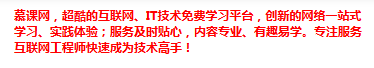 慕课网，超酷的互联网、IT技术免费学习平台，创新的网络一站式
学习、实践体验；服务及时贴心，内容专业、有趣易学。专注服务
互联网工程师快速成为技术高手！